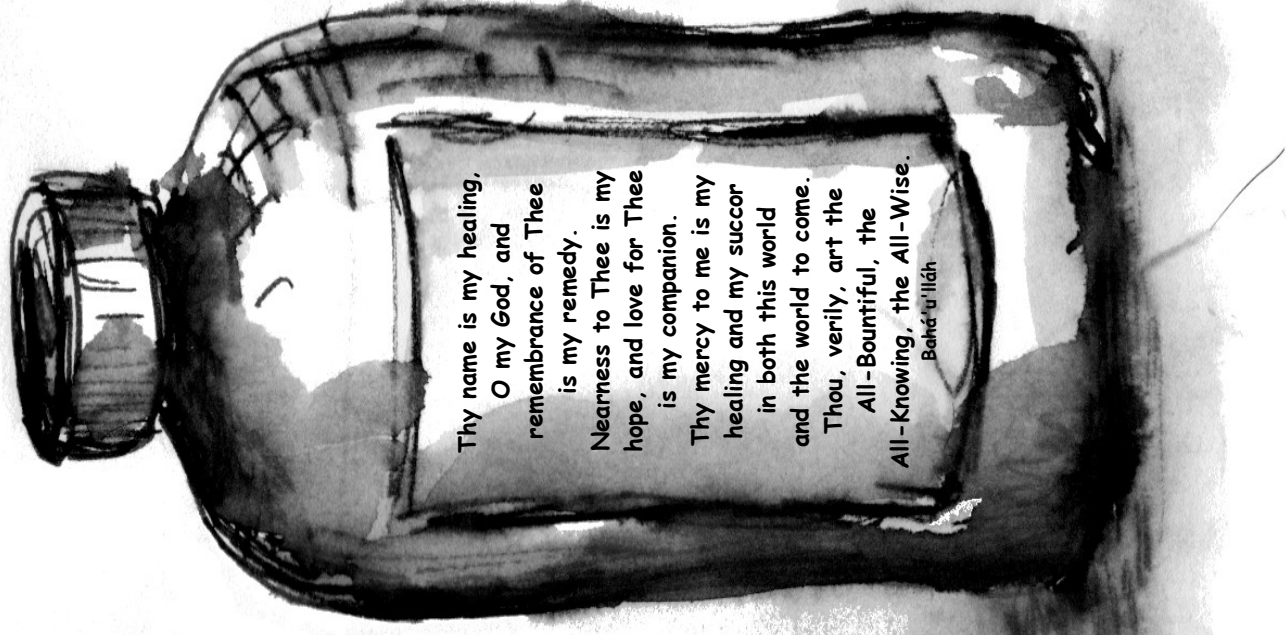 Thy name is my healing,
O my God, and
remembrance of Thee
is my remedy.
Nearness to Thee is my
hope, and love for Thee
is my companion.
Thy mercy to me is my
healing and my succor
in both this world
and the world to come.
Thou, verily, art the
All-Bountiful, the
All-Knowing, the All-Wise.
Bahá'u'lláh